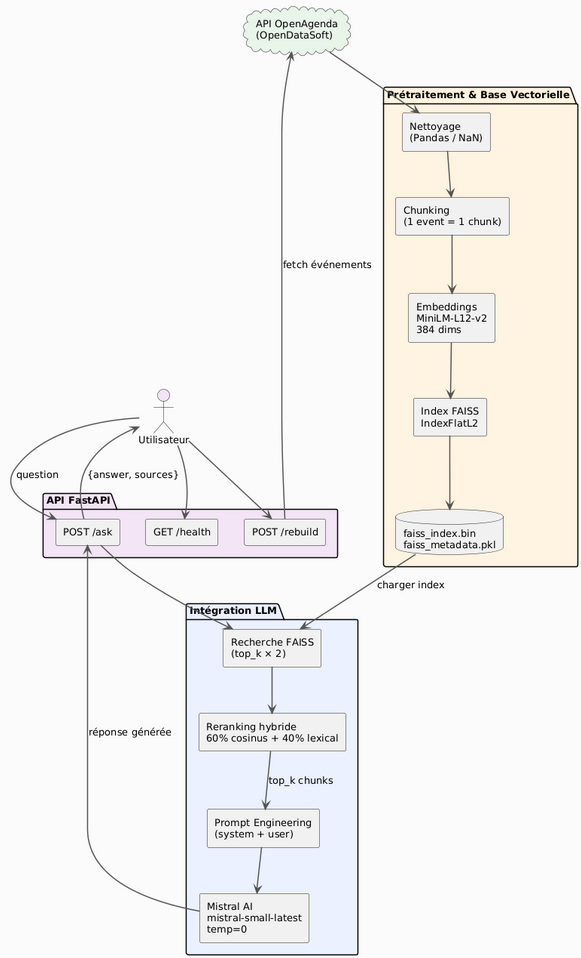 API OpenAgenda
(OpenDataSoft)
Prétraitement & Base Vectorielle
Nettoyage
(Pandas / NaN)
Chunking
(1 event = 1 chunk)
fetch événements
Embeddings
MiniLM-L12-v2
384 dims
Index FAISS
IndexFlatL2
Utilisateur
question
{answer, sources}
API FastAPI
POST /ask
GET /health
POST /rebuild
faiss_index.bin
faiss_metadata.pkl
charger index
Intégration LLM
Recherche FAISS
(top_k × 2)
Reranking hybride
60% cosinus + 40% lexical
réponse générée
top_k chunks
Prompt Engineering
(system + user)
Mistral AI
mistral-small-latest
temp=0